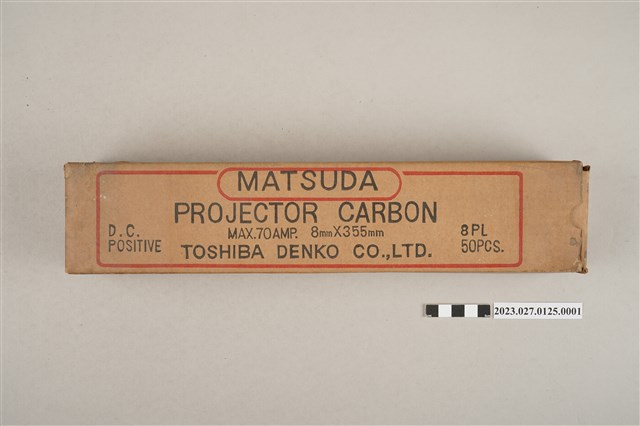 MATSUDA
PROJECTOR CARBON
D.C.
POSITIVE
MAX.70AMP. 8mmX355mm
TOSHIBA DENKO CO.,LTD.
8PL
50PCS.
2023.027.0125.0001